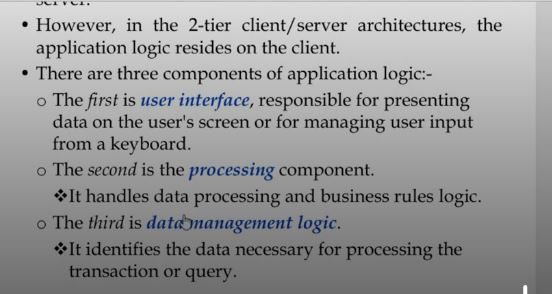 server.
• However, in the 2-tier client/server architectures, the
application logic resides on the client.
• There are three components of application logic:-
o The first is user interface, responsible for presenting
data on the user's screen or for managing user input
from a keyboard.
o The second is the processing component.
❖It handles data processing and business rules logic.
o The third is data management logic.
❖It identifies the data necessary for processing the
transaction or query.